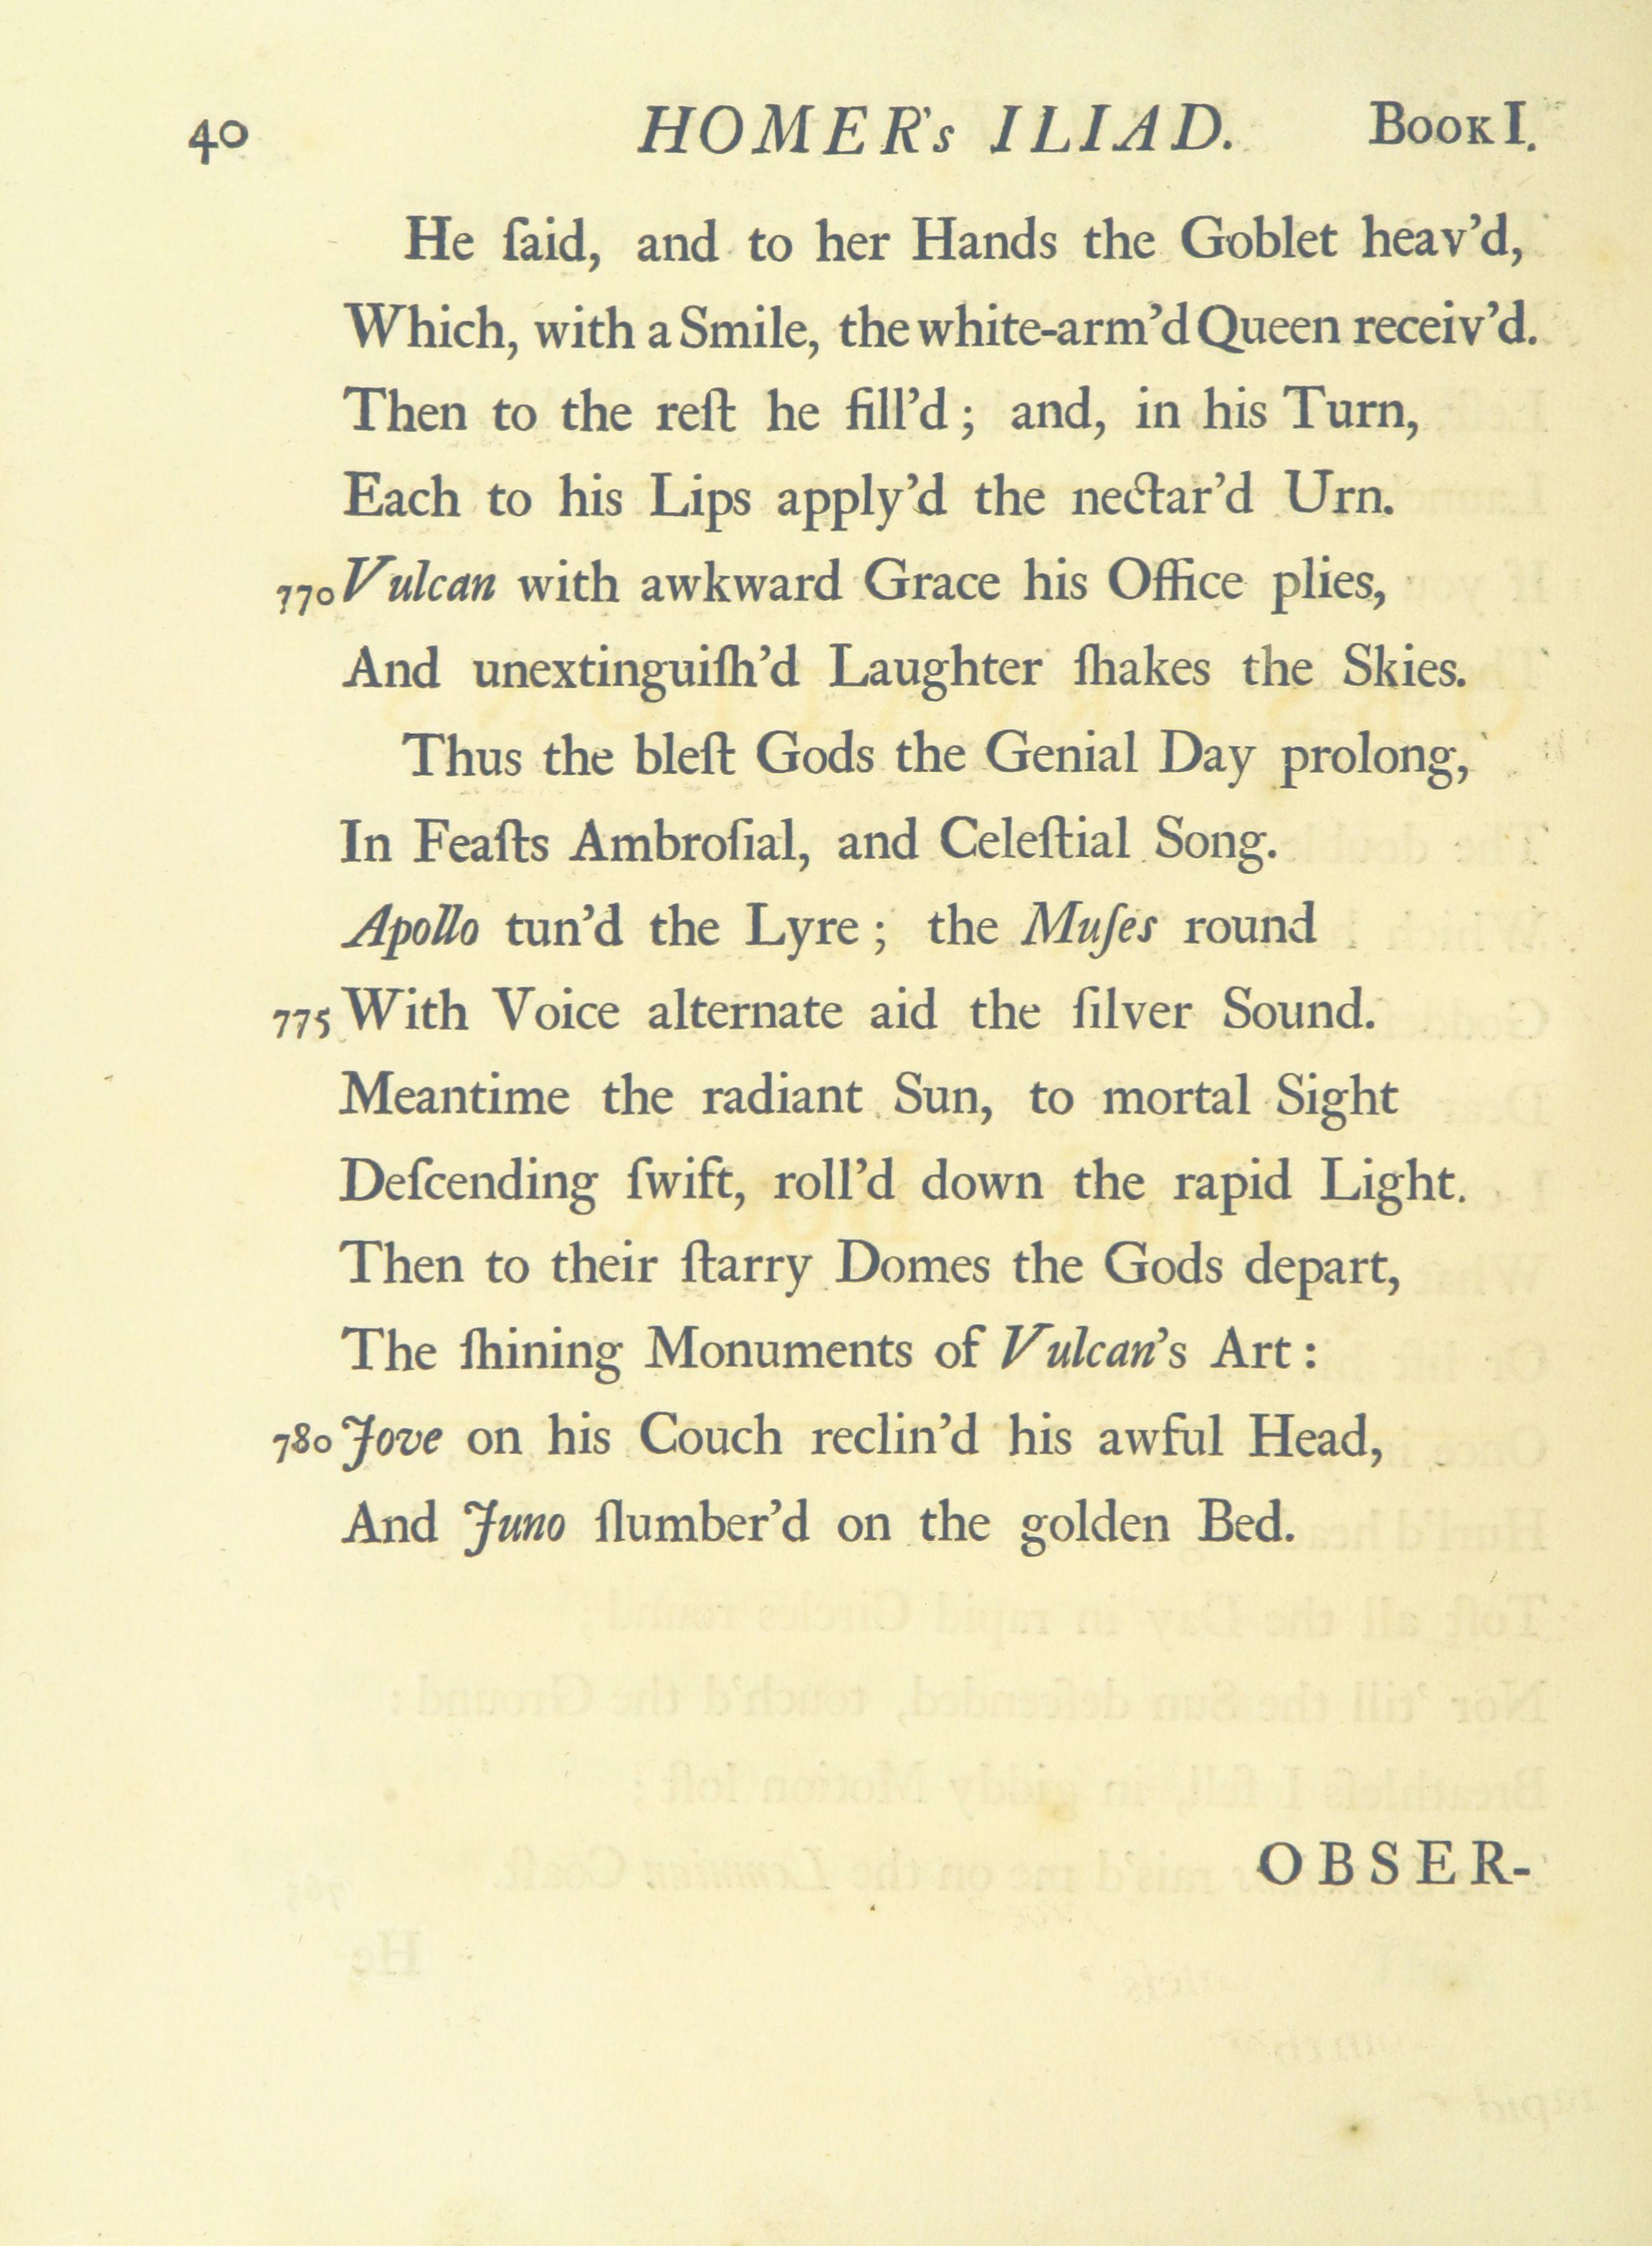 40 HOMER's ILIAD. BOOK I.
He ſaid, and to her Hands the Goblet heav'd,
Which, with a Smile, the white-arm'd Queen receiv'd.
Then to the reſt he fill'd; and, in his Turn,
Each to his Lips apply'd the nectar'd Urn.
770 Vulcan with awkward Grace his Office plies,
And unextinguiſh'd Laughter ſhakes the Skies.
Thus the bleſt Gods the Genial Day prolong,
In Feaſts Ambroſial, and Celeſtial Song.
Apollo tun'd the Lyre; the Muſes round
775 With Voice alternate aid the ſilver Sound.
Meantime the radiant Sun, to mortal Sight
Deſcending ſwift, roll'd down the rapid Light.
Then to their ſtarry Domes the Gods depart,
The ſhining Monuments of Vulcan's Art:
780 Jove on his Couch reclin'd his awful Head,
And Juno ſlumber'd on the golden Bed.
OBSER-